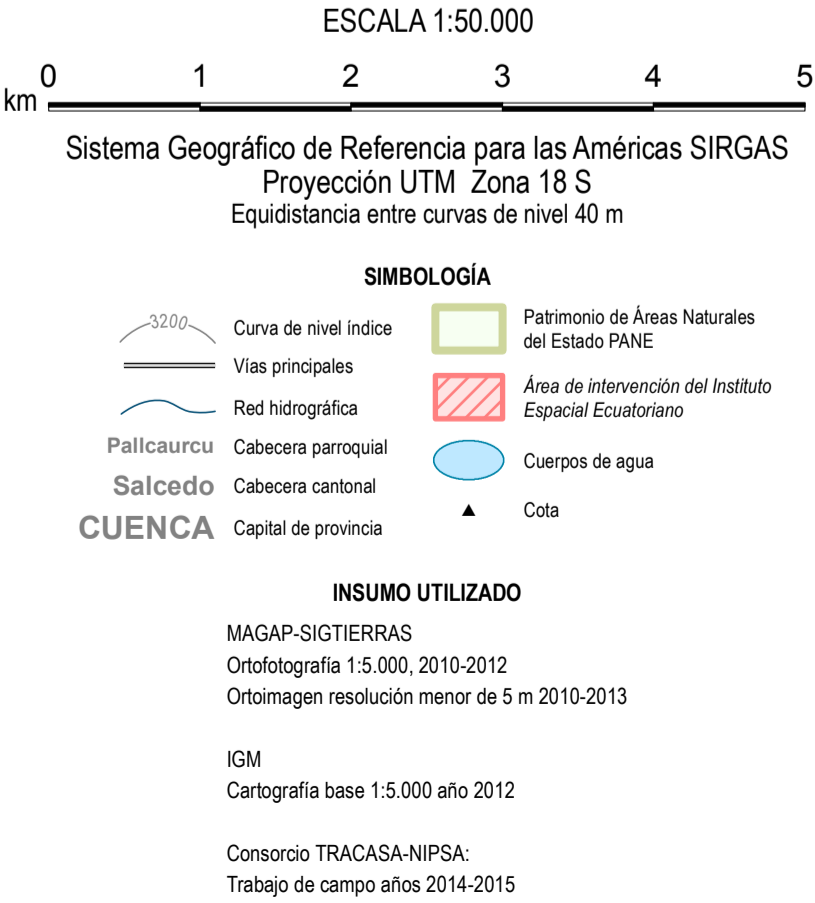 ESCALA 1:50.000
0 1 2 3 4 5
km
Sistema Geográfico de Referencia para las Américas SIRGAS
Proyección UTM Zona 18 S
Equidistancia entre curvas de nivel 40 m
SIMBOLOGÍA
3200
Curva de nivel índice
Vías principales
Red hidrográfica
Pallcaurcu Cabecera parroquial
Salcedo Cabecera cantonal
CUENCA Capital de provincia
Patrimonio de Áreas Naturales
del Estado PANE
Área de intervención del Instituto
Espacial Ecuatoriano
Cuerpos de agua
Cota
INSUMO UTILIZADO
MAGAP-SIGTIERRAS
Ortofotografía 1:5.000, 2010-2012
Ortoimagen resolución menor de 5 m 2010-2013
IGM
Cartografía base 1:5.000 año 2012
Consorcio TRACASA-NIPSA:
Trabajo de campo años 2014-2015